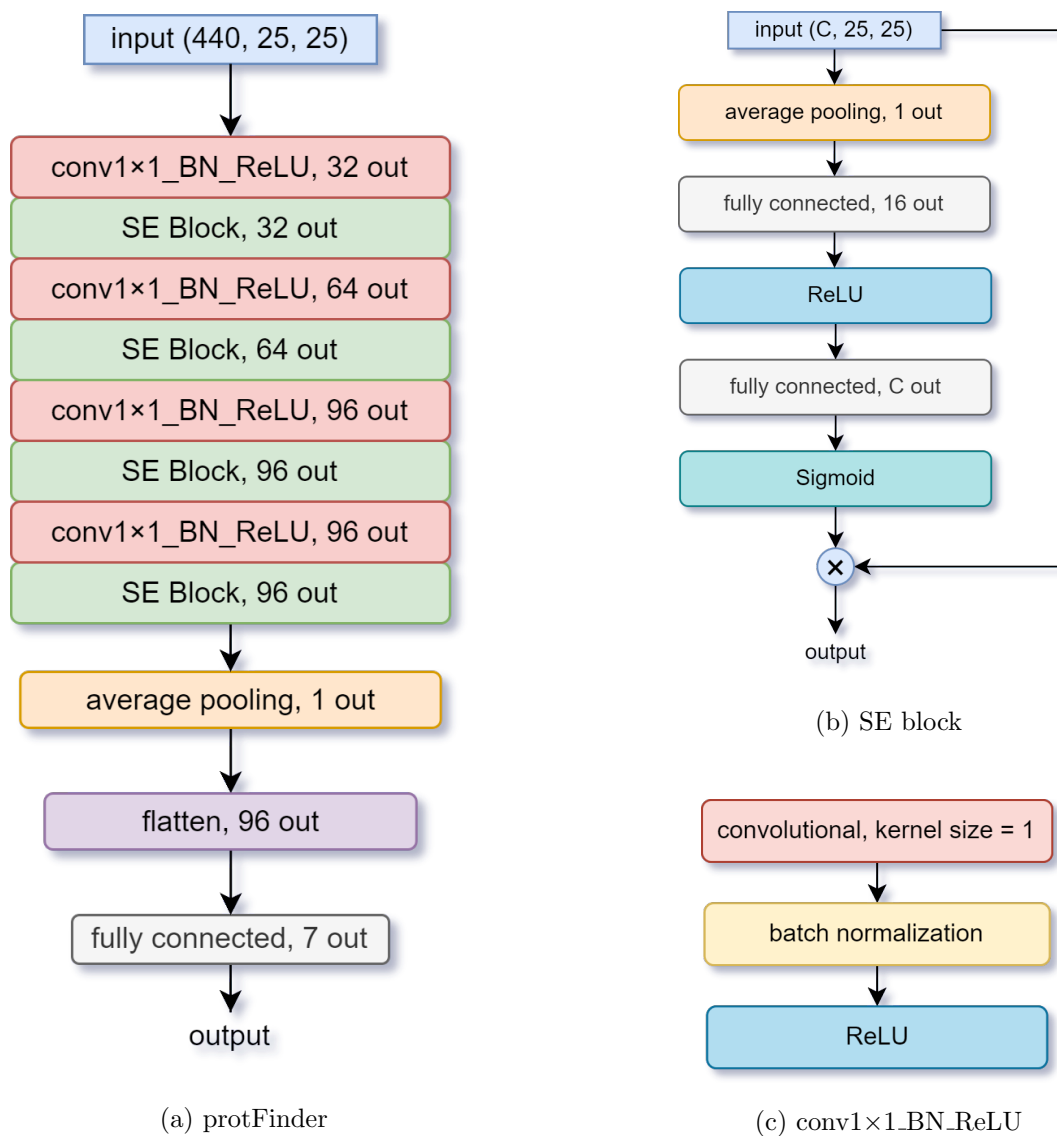 input (440, 25, 25)
conv1×1_BN_ReLU, 32 out
SE Block, 32 out
conv1×1_BN_ReLU, 64 out
SE Block, 64 out
conv1×1_BN_ReLU, 96 out
SE Block, 96 out
conv1×1_BN_ReLU, 96 out
SE Block, 96 out
average pooling, 1 out
flatten, 96 out
fully connected, 7 out
output
(a) protFinder
input (C, 25, 25)
average pooling, 1 out
fully connected, 16 out
ReLU
fully connected, C out
Sigmoid
×
output
(b) SE block
convolutional, kernel size = 1
batch normalization
ReLU
(c) conv1×1_BN_ReLU